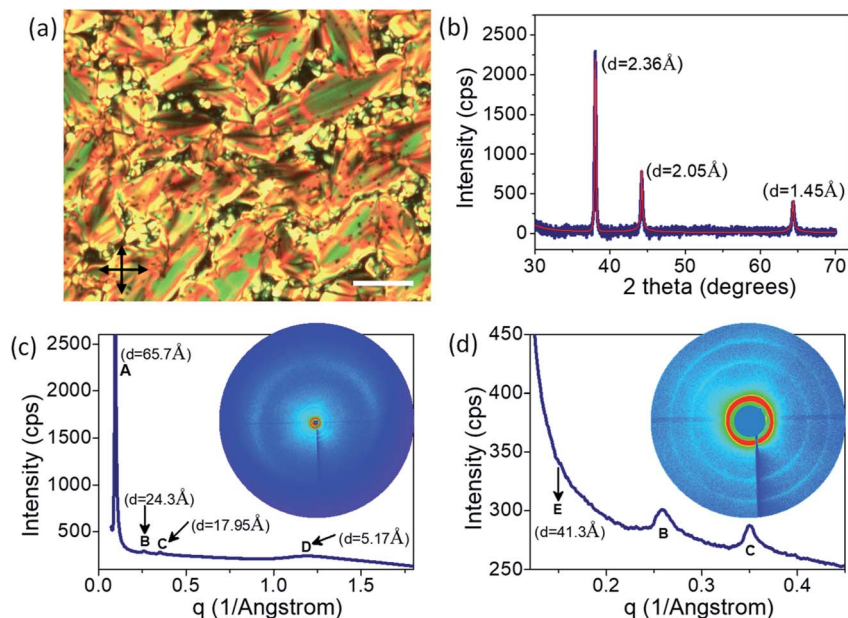 (a)
(b)
2500
2000
1500
1000
500
0
Intensity (cps)
(d=2.36Å)
(d=2.05Å)
(d=1.45Å)
30 40 50 60 70
2 theta (degrees)
(c)
2500
2000
1500
1000
500
Intensity (cps)
(d=65.7Å)
A
(d=24.3Å)
B
C
(d=17.95Å)
D
(d=5.17Å)
0.0 0.5 1.0 1.5
q (1/Angstrom)
(d)
450
400
350
300
250
Intensity (cps)
E
(d=41.3Å)
B
C
0.2 0.3 0.4
q (1/Angstrom)